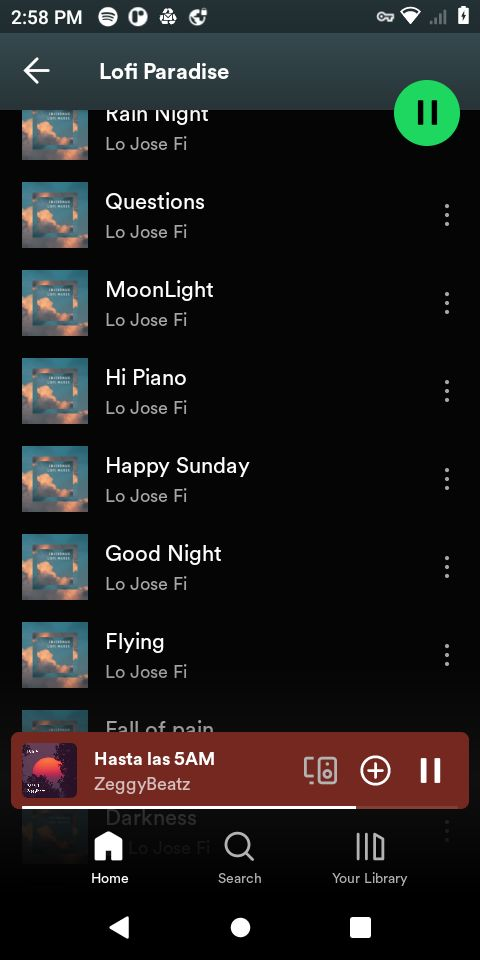 2:58 PM
Lofi Paradise
Rain Night
Lo Jose Fi
Questions
Lo Jose Fi
MoonLight
Lo Jose Fi
Hi Piano
Lo Jose Fi
Happy Sunday
Lo Jose Fi
Good Night
Lo Jose Fi
Flying
Lo Jose Fi
Fall of pain
Hasta las 5AM
ZeggyBeatz
Darkness
Lo Jose Fi
Home
Search
Your Library